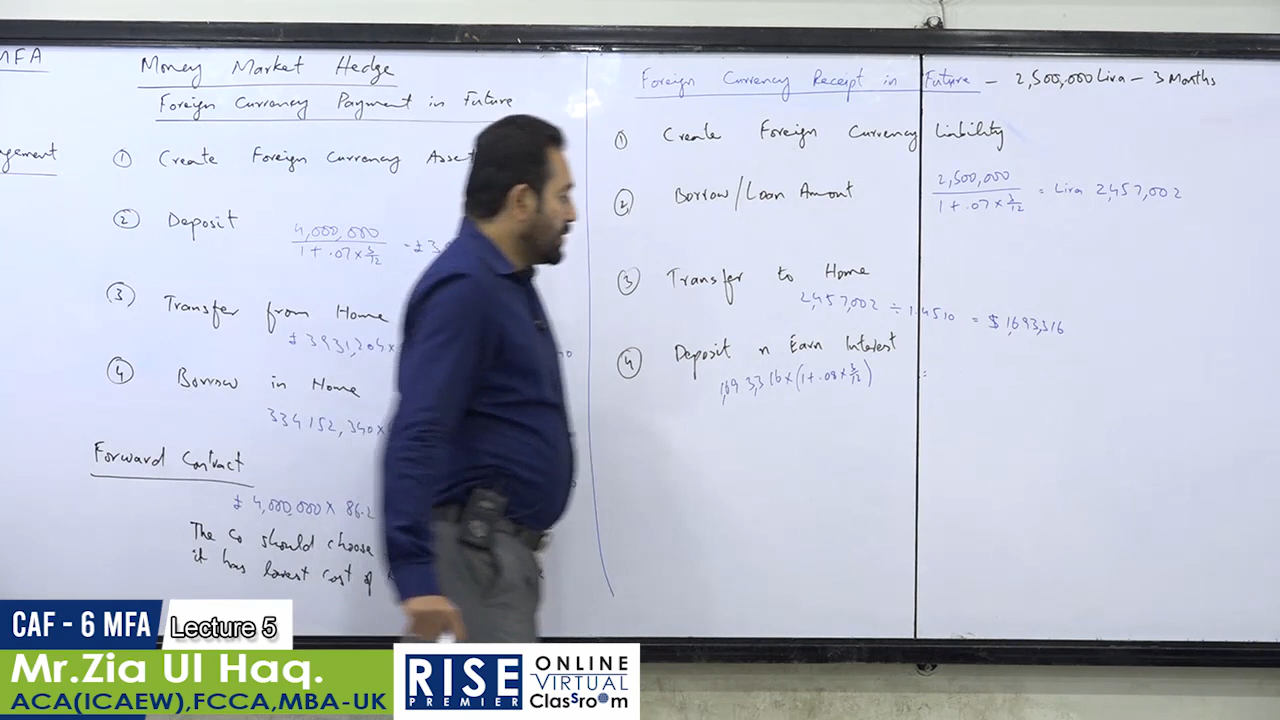 MFA
Money Market Hedge
Foreign Currency Payment in Future
① Create Foreign Currency Asset
② Deposit
4,000,000
1 + .07 × 3/12
③ Transfer from Home
£ 3931,204 ×
④ Borrow in Home
334 152,340 ×
Forward Contract
£ 4,000,000 × 86.2
The co should choose
it has lowest cost of
Foreign Currency Receipt in Future – 2,500,000 Lira – 3 Months
① Create Foreign Currency Liability
② Borrow/Loan Amount
2,500,000
1 + .07 × 3/12
= Lira 2,457,002
③ Transfer to Home
2,457,002 ÷ 1.4510 = $ 1,693,316
④ Deposit n Earn Interest
1,693,316 × (1 + .08 × 3/12) =
CAF - 6 MFA Lecture 5
Mr.Zia Ul Haq.
ACA(ICAEW),FCCA,MBA-UK
RISE
PREMIER
ONLINE
VIRTUAL
Classroom